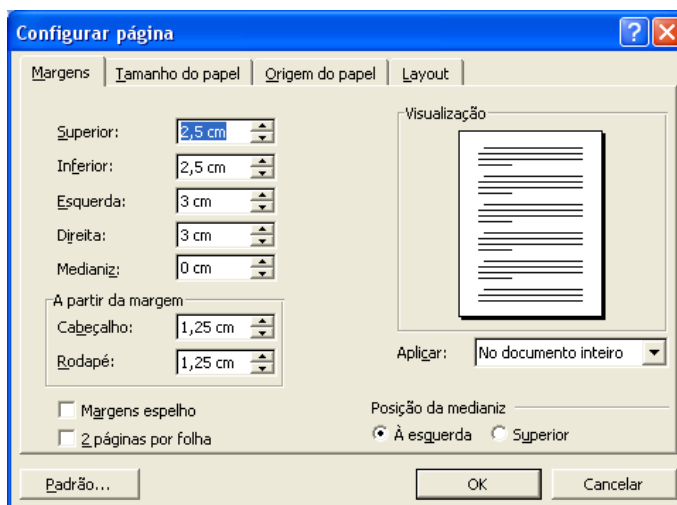 Configurar página
Margens Tamanho do papel Origem do papel Layout
Superior: 2,5 cm
Inferior: 2,5 cm
Esquerda: 3 cm
Direita: 3 cm
Medianiz: 0 cm
A partir da margem
Cabeçalho: 1,25 cm
Rodapé: 1,25 cm
Margens espelho
2 páginas por folha
Visualização
Aplicar: No documento inteiro
Posição da medianiz
À esquerda Superior
Padrão... OK Cancelar